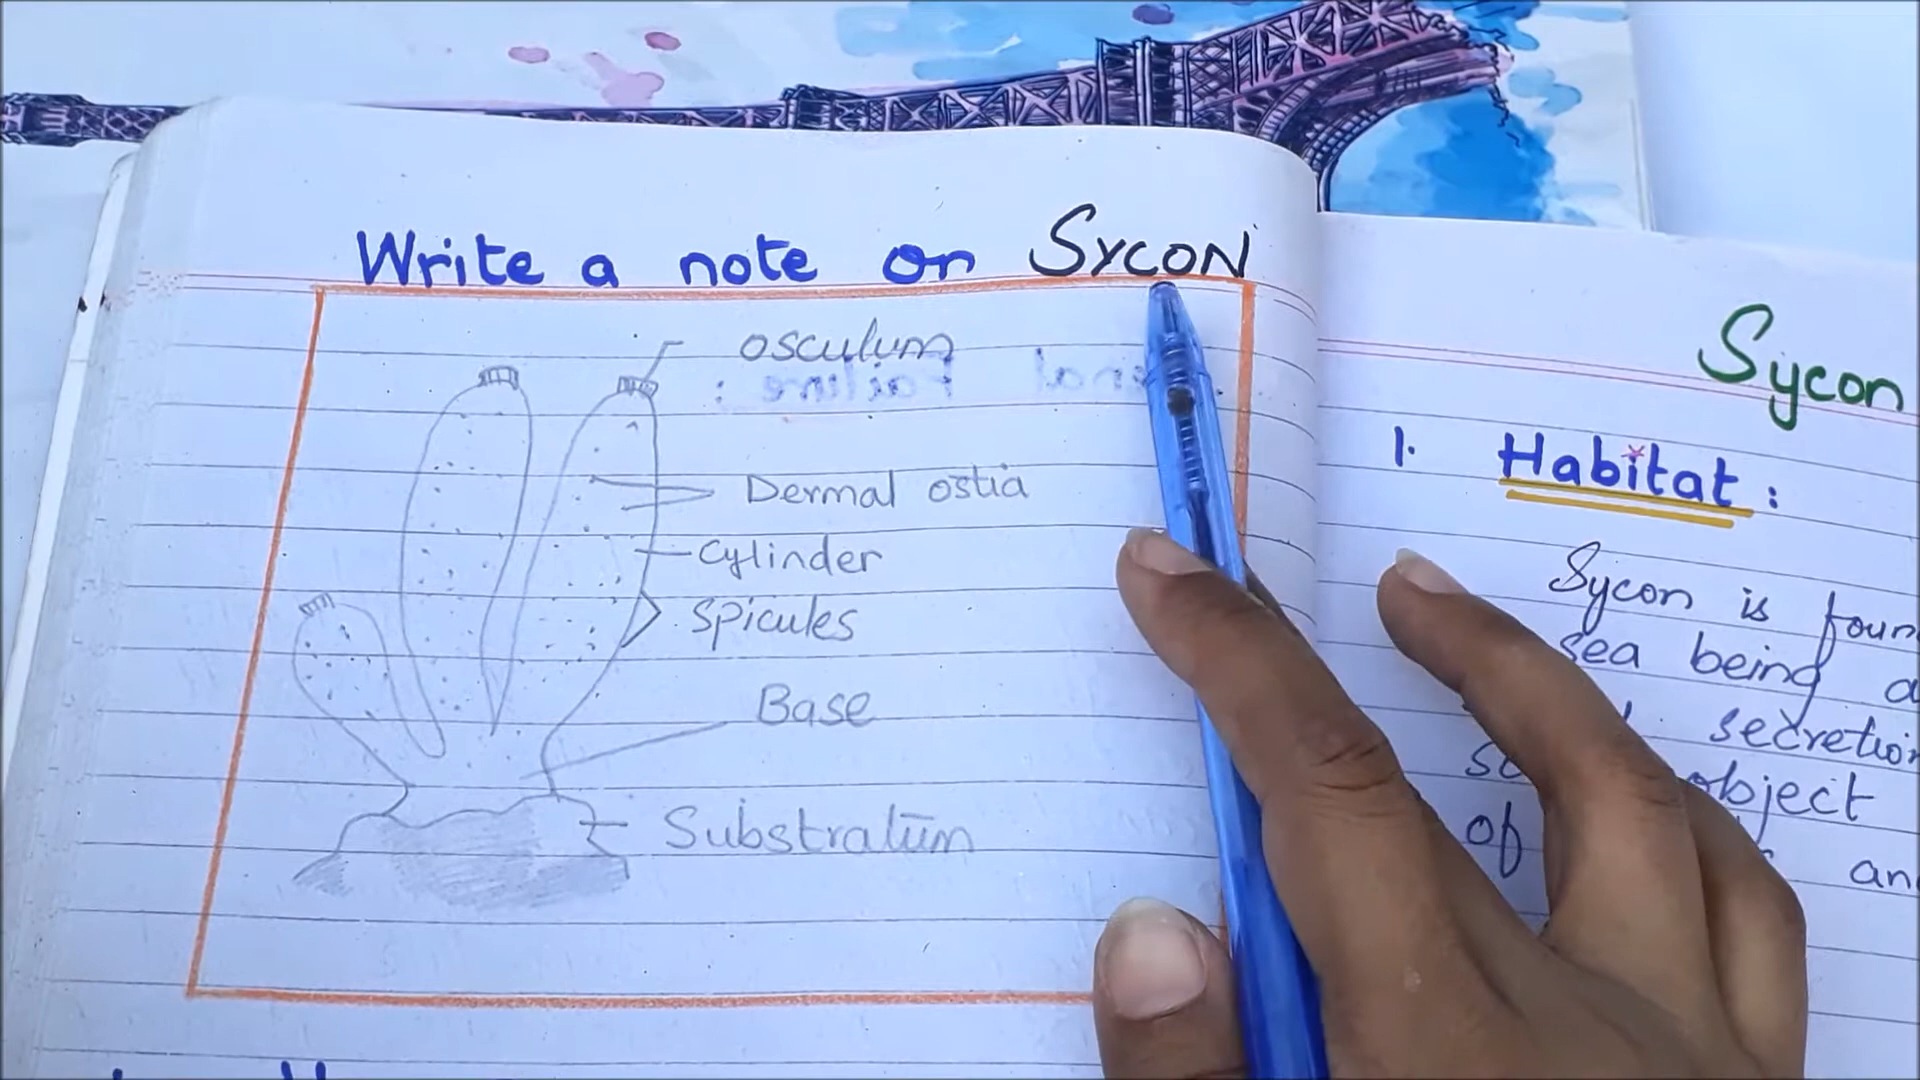 Write a note on Sycon
osculum
Dermal ostia
Cylinder
Spicules
Base
Substratum
Sycon
1. Habitat:
Sycon is foun
sea being a
secretion
object
of
an